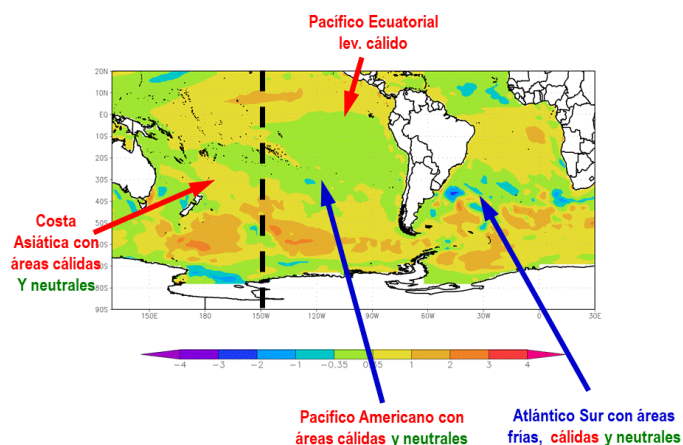 Pacífico Ecuatorial
lev. cálido
20N
10N
EQ
10S
20S
30S
40S
50S
60S
70S
80S
90S
Costa
Asiática con
áreas cálidas
Y neutrales
150E 180 150W 120W 90W 60W 30W 0 30E
-4 -3 -2 -1 -0.35 0.35 1 2 3 4
Pacífico Americano con
áreas cálidas y neutrales
Atlántico Sur con áreas
frías, cálidas y neutrales